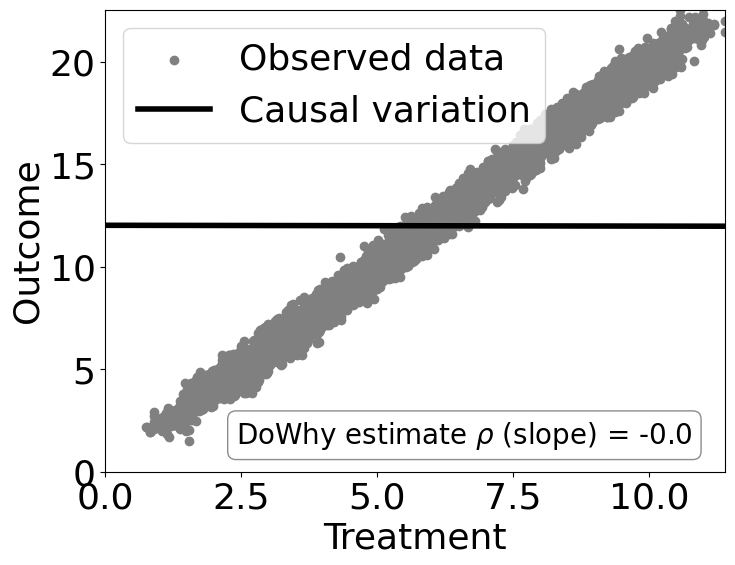 Observed data
Causal variation
20
15
10
5
0
Outcome
DoWhy estimate ρ (slope) = -0.0
0.0 2.5 5.0 7.5 10.0
Treatment